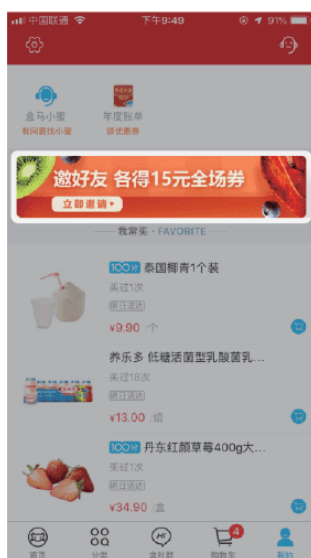 中国联通 下午9:49 91%
盒马小蜜 年度账单
有问题找小蜜 领优惠券
邀好友 各得15元全场券
立即邀请
我常买 · FAVORITE
100分 泰国椰青1个装
买过1次
明日送达
¥9.90 /个
养乐多 低糖活菌型乳酸菌乳…
买过18次
明日送达
¥13.00 /组
100分 丹东红颜草莓400g大…
买过1次
明日送达
¥34.90 /盒
4
首页 分类 盒社群 购物车 我的